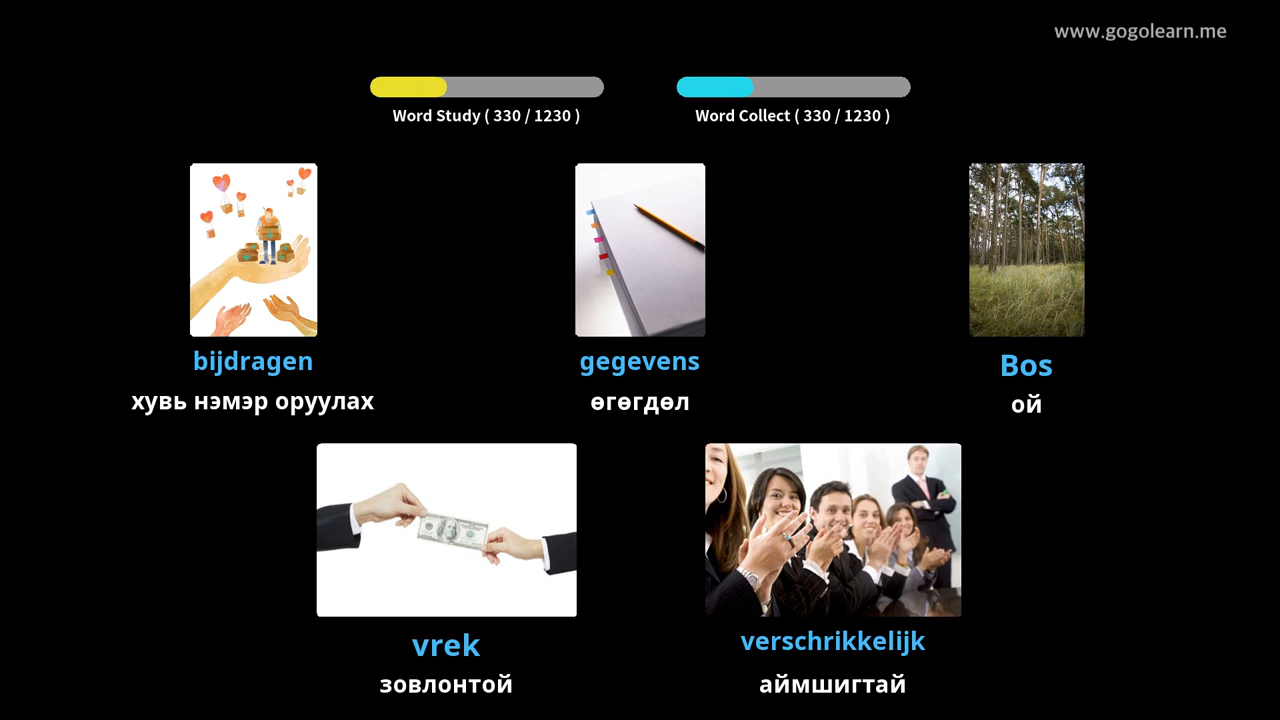 www.gogolearn.me
Word Study ( 330 / 1230 )
Word Collect ( 330 / 1230 )
bijdragen
хувь нэмэр оруулах
gegevens
өгөгдөл
Bos
ой
vrek
зовлонтой
verschrikkelijk
аймшигтай